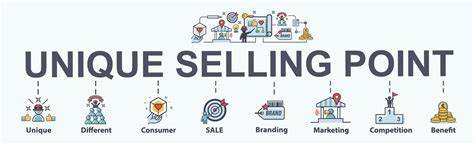 UNIQUE SELLING POINT
BRAND
Unique Different Consumer SALE Branding Marketing Competition Benefit